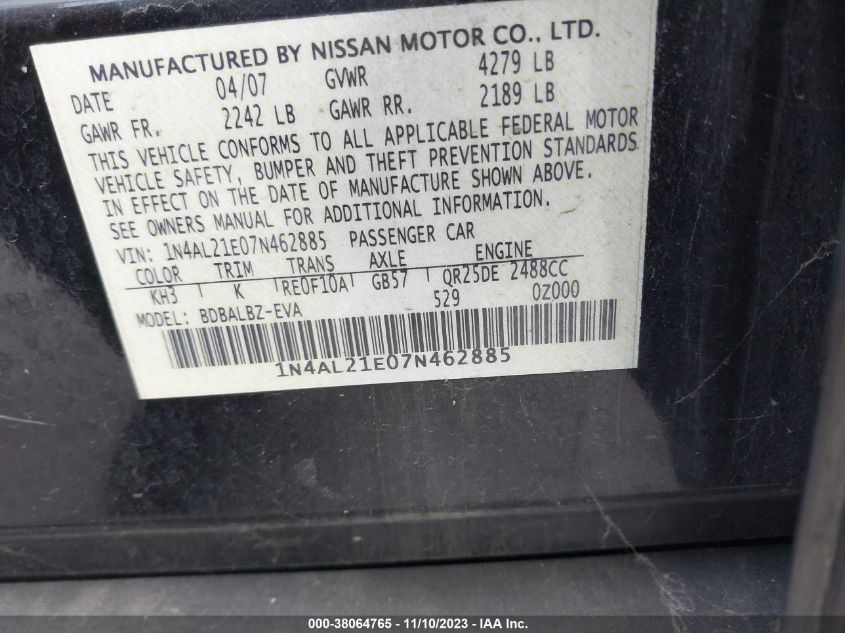 MANUFACTURED BY NISSAN MOTOR CO., LTD.
DATE 04/07 GVWR 4279 LB
GAWR FR. 2242 LB GAWR RR. 2189 LB
THIS VEHICLE CONFORMS TO ALL APPLICABLE FEDERAL MOTOR
VEHICLE SAFETY, BUMPER AND THEFT PREVENTION STANDARDS
IN EFFECT ON THE DATE OF MANUFACTURE SHOWN ABOVE.
SEE OWNERS MANUAL FOR ADDITIONAL INFORMATION.
VIN: 1N4AL21E07N462885 PASSENGER CAR
COLOR TRIM TRANS AXLE ENGINE
KH3 K RE0F10A GB57 QR25DE 2488CC
MODEL: BDBALBZ-EVA 529 0Z000
1N4AL21E07N462885
000-38064765 - 11/10/2023 - IAA Inc.